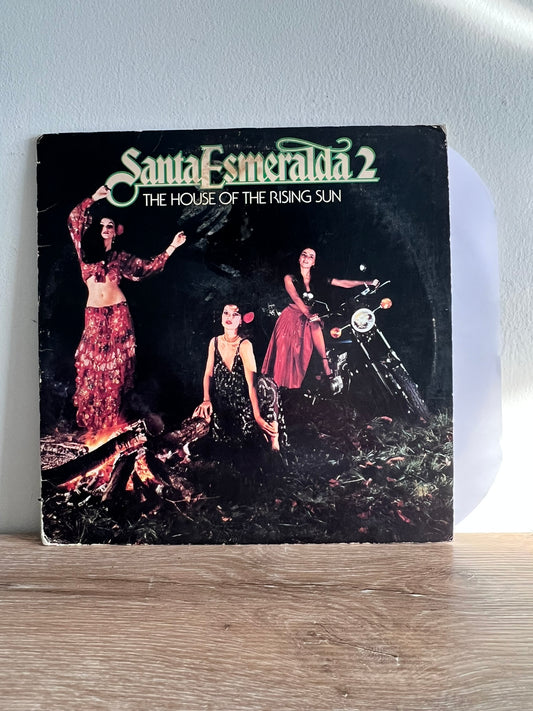 Santa Esmeralda 2
THE HOUSE OF THE RISING SUN